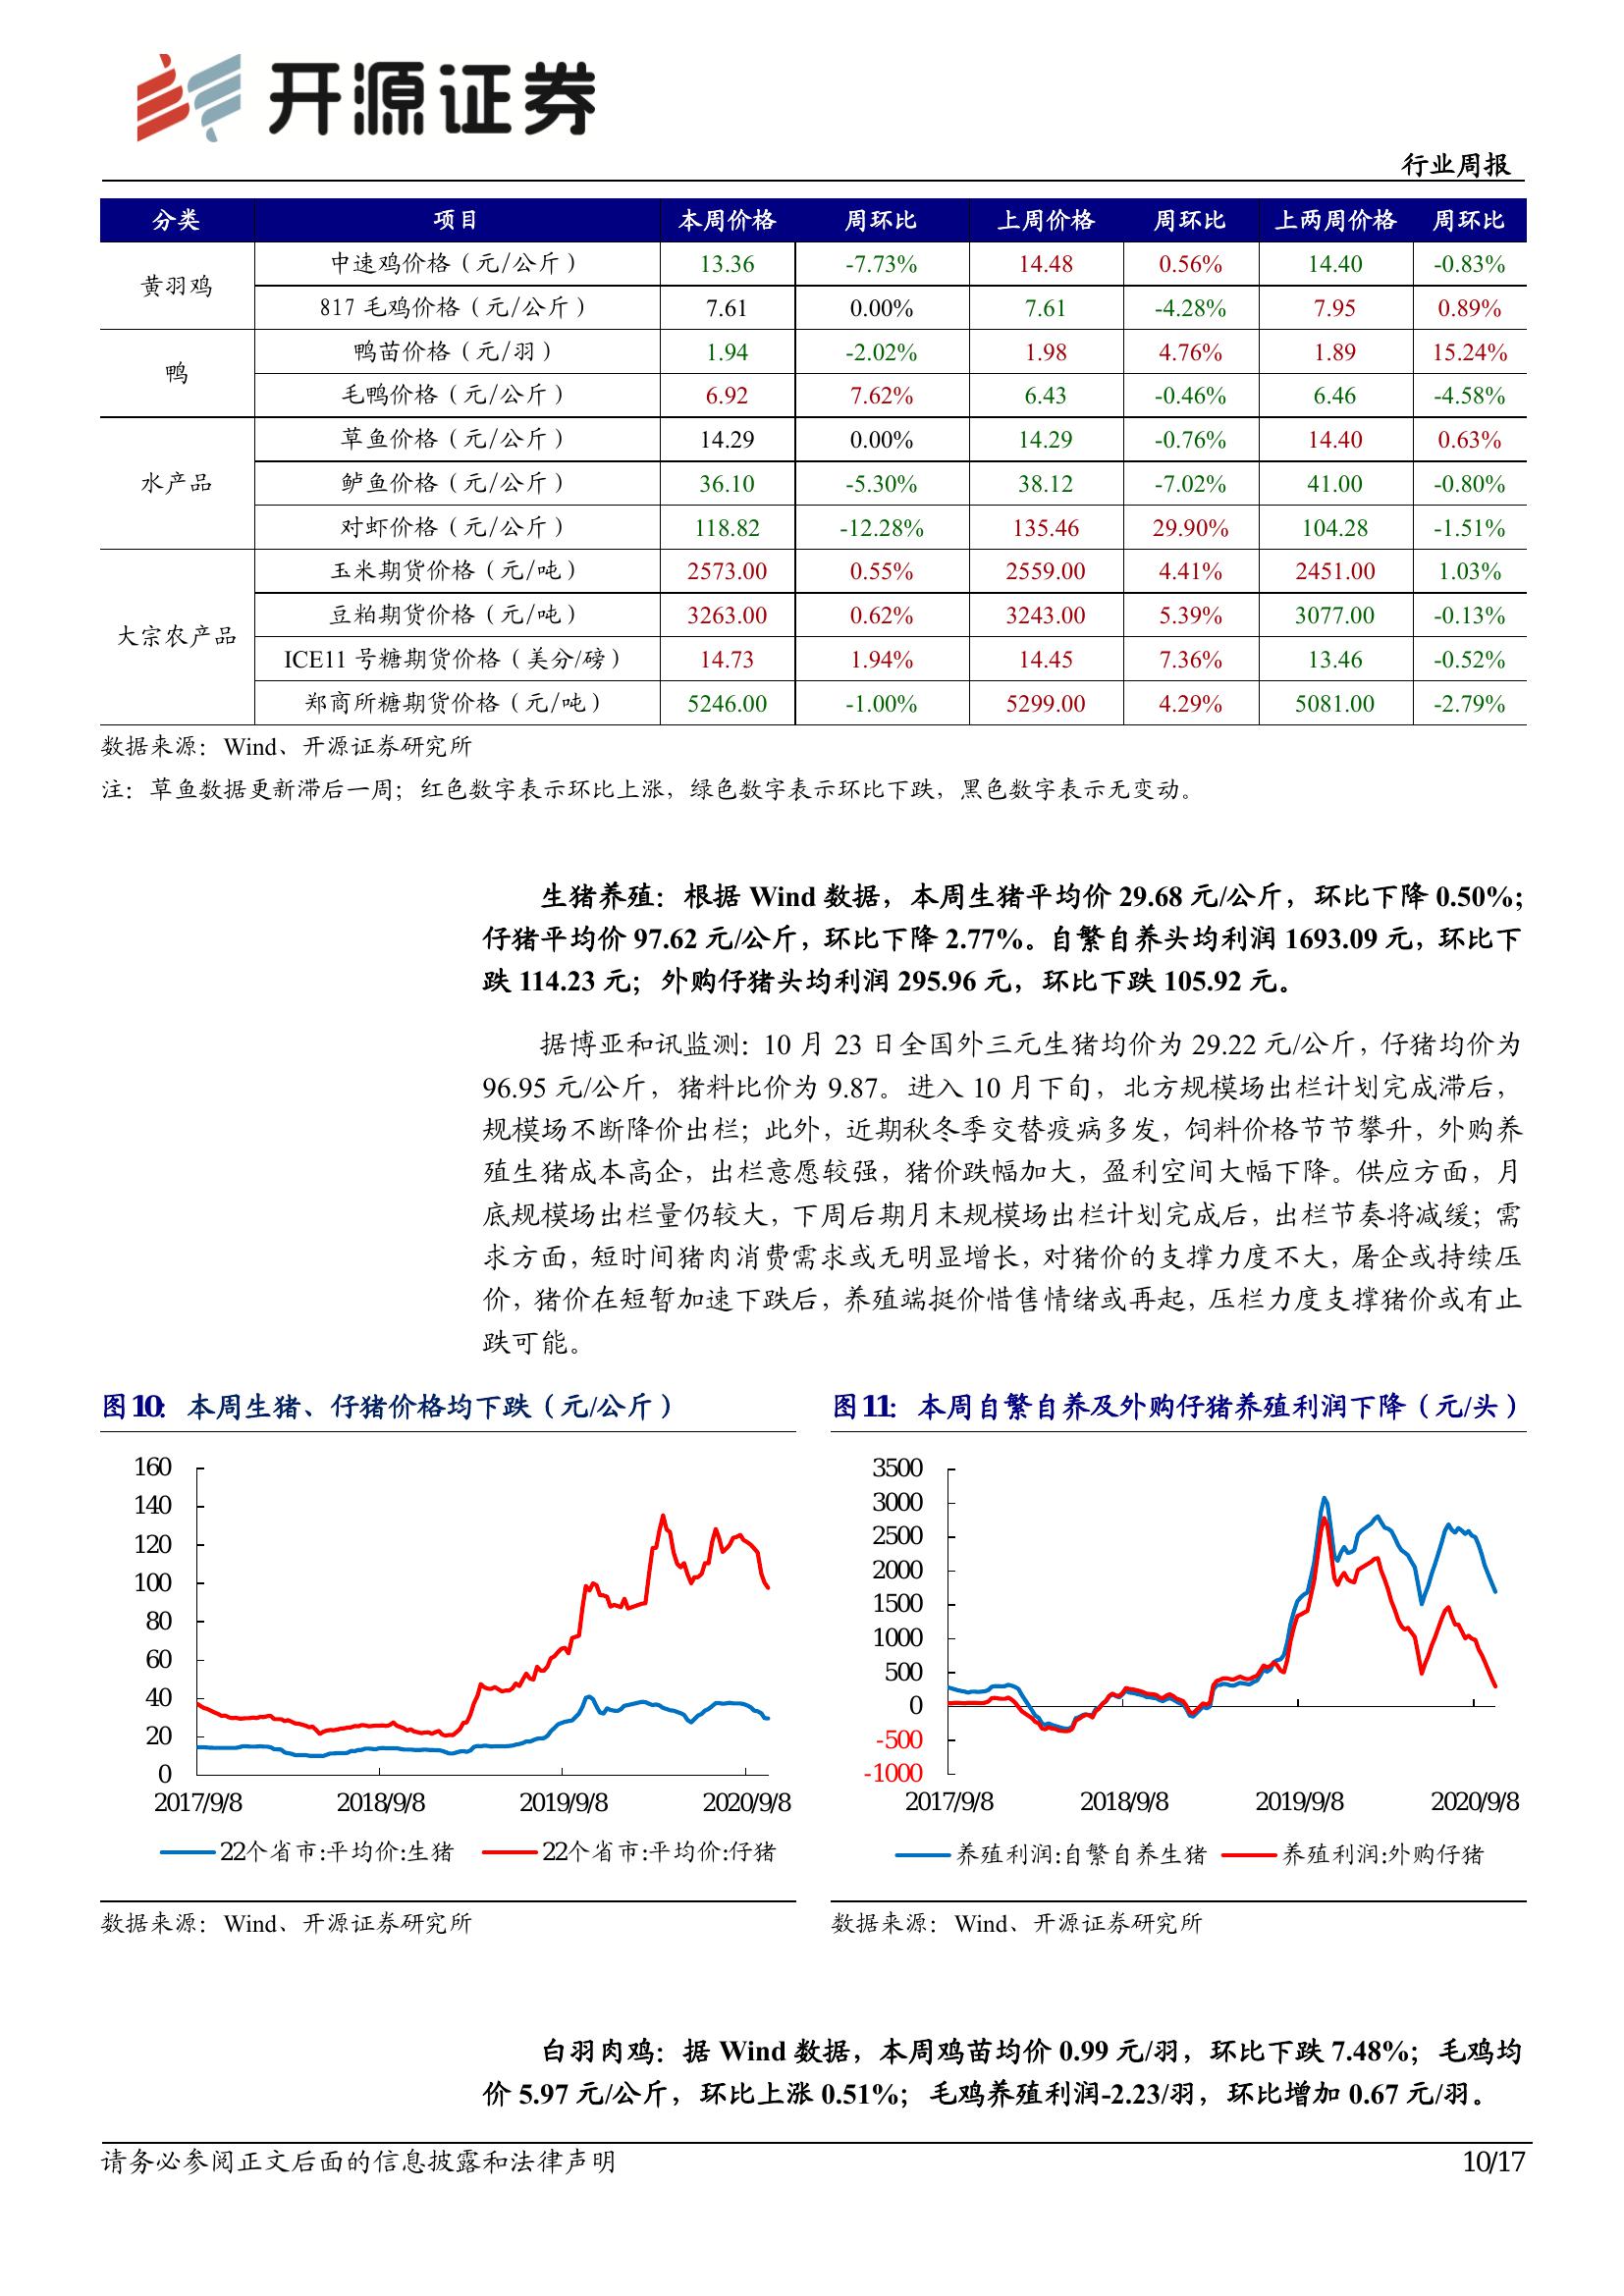 开源证券
行业周报
分类 项目 本周价格 周环比 上周价格 周环比 上两周价格 周环比
黄羽鸡 中速鸡价格（元/公斤） 13.36 -7.73% 14.48 0.56% 14.40 -0.83%
817 毛鸡价格（元/公斤） 7.61 0.00% 7.61 -4.28% 7.95 0.89%
鸭 鸭苗价格（元/羽） 1.94 -2.02% 1.98 4.76% 1.89 15.24%
毛鸭价格（元/公斤） 6.92 7.62% 6.43 -0.46% 6.46 -4.58%
水产品 草鱼价格（元/公斤） 14.29 0.00% 14.29 -0.76% 14.40 0.63%
鲈鱼价格（元/公斤） 36.10 -5.30% 38.12 -7.02% 41.00 -0.80%
对虾价格（元/公斤） 118.82 -12.28% 135.46 29.90% 104.28 -1.51%
大宗农产品 玉米期货价格（元/吨） 2573.00 0.55% 2559.00 4.41% 2451.00 1.03%
豆粕期货价格（元/吨） 3263.00 0.62% 3243.00 5.39% 3077.00 -0.13%
ICE11 号糖期货价格（美分/磅） 14.73 1.94% 14.45 7.36% 13.46 -0.52%
郑商所糖期货价格（元/吨） 5246.00 -1.00% 5299.00 4.29% 5081.00 -2.79%
数据来源：Wind、开源证券研究所
注：草鱼数据更新滞后一周；红色数字表示环比上涨，绿色数字表示环比下跌，黑色数字表示无变动。
生猪养殖：根据 Wind 数据，本周生猪平均价 29.68 元/公斤，环比下降 0.50%；
仔猪平均价 97.62 元/公斤，环比下降 2.77%。自繁自养头均利润 1693.09 元，环比下
跌 114.23 元；外购仔猪头均利润 295.96 元，环比下跌 105.92 元。
据博亚和讯监测：10 月 23 日全国外三元生猪均价为 29.22 元/公斤，仔猪均价为
96.95 元/公斤，猪料比价为 9.87。进入 10 月下旬，北方规模场出栏计划完成滞后，
规模场不断降价出栏；此外，近期秋冬季交替疫病多发，饲料价格节节攀升，外购养
殖生猪成本高企，出栏意愿较强，猪价跌幅加大，盈利空间大幅下降。供应方面，月
底规模场出栏量仍较大，下周后期月末规模场出栏计划完成后，出栏节奏将减缓；需
求方面，短时间猪肉消费需求或无明显增长，对猪价的支撑力度不大，屠企或持续压
价，猪价在短暂加速下跌后，养殖端挺价惜售情绪或再起，压栏力度支撑猪价或有止
跌可能。
图10：本周生猪、仔猪价格均下跌（元/公斤）
160
140
120
100
80
60
40
20
0
2017/9/8 2018/9/8 2019/9/8 2020/9/8
22个省市:平均价:生猪 22个省市:平均价:仔猪
数据来源：Wind、开源证券研究所
图11：本周自繁自养及外购仔猪养殖利润下降（元/头）
3500
3000
2500
2000
1500
1000
500
0
-500
-1000
2017/9/8 2018/9/8 2019/9/8 2020/9/8
养殖利润:自繁自养生猪 养殖利润:外购仔猪
数据来源：Wind、开源证券研究所
白羽肉鸡：据 Wind 数据，本周鸡苗均价 0.99 元/羽，环比下跌 7.48%；毛鸡均
价 5.97 元/公斤，环比上涨 0.51%；毛鸡养殖利润-2.23/羽，环比增加 0.67 元/羽。
请务必参阅正文后面的信息披露和法律声明
10/17